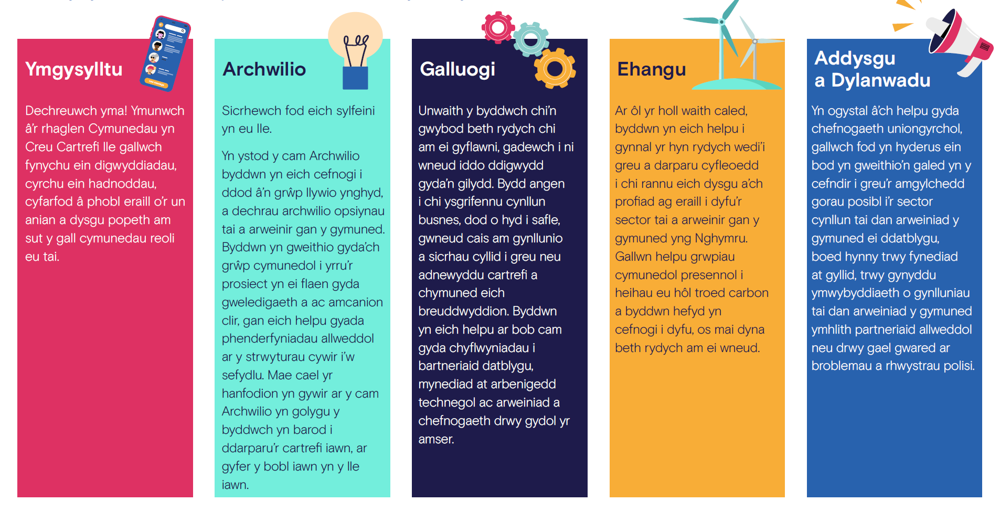 Ymgysylltu
Dechreuwch yma! Ymunwch
â’r rhaglen Cymunedau yn
Creu Cartrefi lle gallwch
fynychu ein digwyddiadau,
cyrchu ein hadnoddau,
cyfarfod â phobl eraill o’r un
anian a dysgu popeth am
sut y gall cymunedau reoli
eu tai.
Archwilio
Sicrhewch fod eich sylfeini
yn eu lle.
Yn ystod y cam Archwilio
byddwn yn eich cefnogi i
ddod â’n grŵp llywio ynghyd,
a dechrau archwilio opsiynau
tai a arweinir gan y gymuned.
Byddwn yn gweithio gyda’ch
grŵp cymunedol i yrru’r
prosiect yn ei flaen gyda
gweledigaeth a ac amcanion
clir, gan eich helpu gyada
phenderfyniadau allweddol
ar y strwyturau cywir i’w
sefydlu. Mae cael yr
hanfodion yn gywir ar y cam
Archwilio yn golygu y
byddwch yn barod i
ddarparu’r cartrefi iawn, ar
gyfer y bobl iawn yn y lle
iawn.
Galluogi
Unwaith y byddwch chi’n
gwybod beth rydych chi
am ei gyflawni, gadewch i ni
wneud iddo ddigwydd
gyda’n gilydd. Bydd angen
i chi ysgrifennu cynllun
busnes, dod o hyd i safle,
gwneud cais am gynllunio
a sicrhau cyllid i greu neu
adnewyddu cartrefi a
chymuned eich
breuddwyddion. Byddwn
yn eich helpu ar bob cam
gyda chyflwyniadau i
bartneriaid datblygu,
mynediad at arbenigedd
technegol ac arweiniad a
chefnogaeth drwy gydol yr
amser.
Ehangu
Ar ôl yr holl waith caled,
byddwn yn eich helpu i
gynnal yr hyn rydych wedi’i
greu a darparu cyfleoedd
i chi rannu eich dysgu a’ch
profiad ag eraill i dyfu’r
sector tai a arweinir gan y
gymuned yng Nghymru.
Gallwn helpu grwpiau
cymunedol presennol i
heihau eu hôl troed carbon
a byddwn hefyd yn
cefnogi i dyfu, os mai dyna
beth rydych am ei wneud.
Addysgu
a Dylanwadu
Yn ogystal â’ch helpu gyda
chefnogaeth uniongyrchol,
gallwch fod yn hyderus ein
bod yn gweithio’n galed yn y
cefndir i greu’r amgylchedd
gorau posibl i’r sector
cynllun tai dan arweiniad y
gymuned ei ddatblygu,
boed hynny trwy fynediad
at gyllid, trwy gynyddu
ymwybyddiaeth o gynlluniau
tai dan arweiniad y gymuned
ymhlith partneriaid allweddol
neu drwy gael gwared ar
broblemau a rhwystrau polisi.